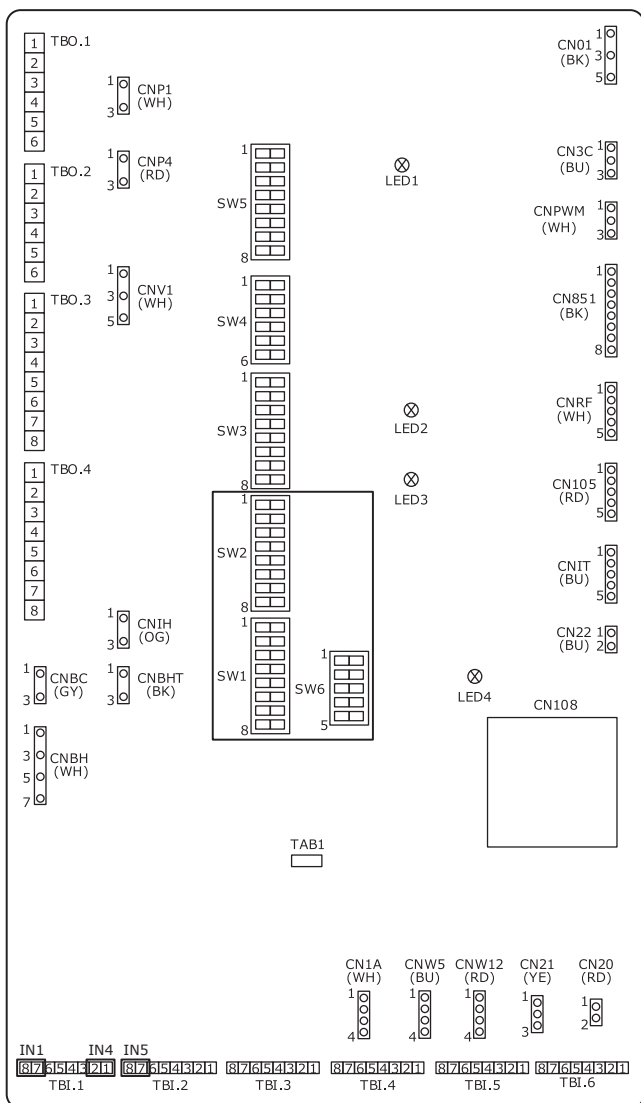 1 TBO.1
2
3
4
5
6
1
3
CNP1
(WH)
CN01
(BK)
1
3
5
1 TBO.2
2
3
4
5
6
1
3
CNP4
(RD)
1
SW5
8
LED1
CN3C
(BU)
1
3
CNPWM
(WH)
1
3
1 TBO.3
2
3
4
5
6
7
8
1
3
5
CNV1
(WH)
1
SW4
6
CN851
(BK)
1
8
1
SW3
8
LED2
CNRF
(WH)
1
5
1 TBO.4
2
3
4
5
6
7
8
LED3
CN105
(RD)
1
5
1
SW2
8
CNIT
(BU)
1
5
1
3
CNIH
(OG)
1
SW1
8
1
SW6
5
CN22
(BU)
1
2
1
3
CNBC
(GY)
1
3
CNBHT
(BK)
LED4
CN108
1
3
5
7
CNBH
(WH)
TAB1
CN1A
(WH)
1
4
CNW5
(BU)
1
4
CNW12
(RD)
1
4
CN21
(YE)
1
3
CN20
(RD)
1
2
IN1 IN4 IN5
87654321 87654321 87654321 87654321 87654321 87654321
TBI.1 TBI.2 TBI.3 TBI.4 TBI.5 TBI.6